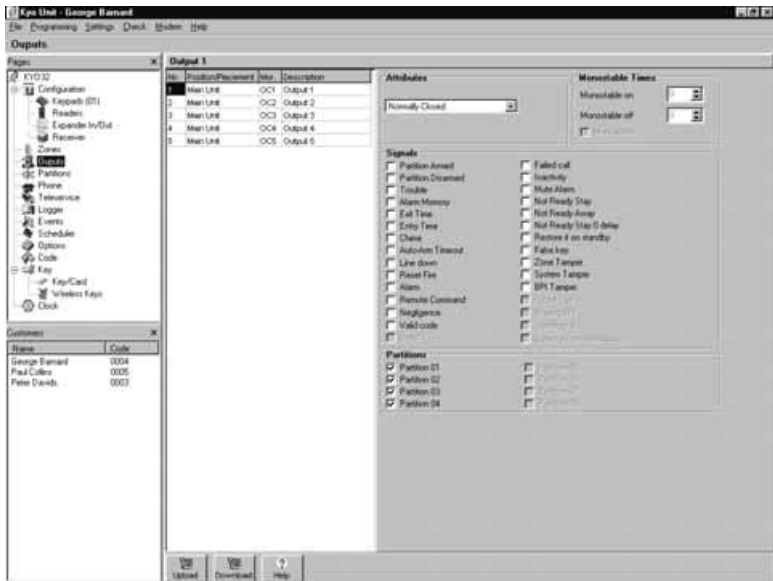 Kyo Unit - George Barnard
File Programming Settings Check Modem Help
Ouputs
Pages
KYO32
Configuration
Keypads (01)
Readers
Expander In/Out
Receiver
Zones
Ouputs
Partitions
Phone
Teleservice
Logger
Events
Scheduler
Options
Code
Key
Key/Card
Wireless Keys
Clock
Customers
Name Code
George Barnard 0004
Paul Collins 0005
Peter Davids 0003
Output 1
No. Position/Placement Mor. Description
1 Main Unit OC1 Output 1
2 Main Unit OC2 Output 2
3 Main Unit OC3 Output 3
4 Main Unit OC4 Output 4
5 Main Unit OC5 Output 5
Attributes
Normally Closed
Monostable Times
Monostable on
Monostable off
Signals
Partition Armed
Partition Disarmed
Trouble
Alarm Memory
Exit Time
Entry Time
Chime
Auto-Arm Timeout
Line down
Reset Fire
Alarm
Remote Command
Negligence
Valid code
Failed call
Inactivity
Mute Alarm
Not Ready Stay
Not Ready Away
Not Ready Stay 0 delay
Restore if on standby
False key
Zone Tamper
System Tamper
BPI Tamper
Partitions
Partition 01
Partition 02
Partition 03
Partition 04
Upload Download Help